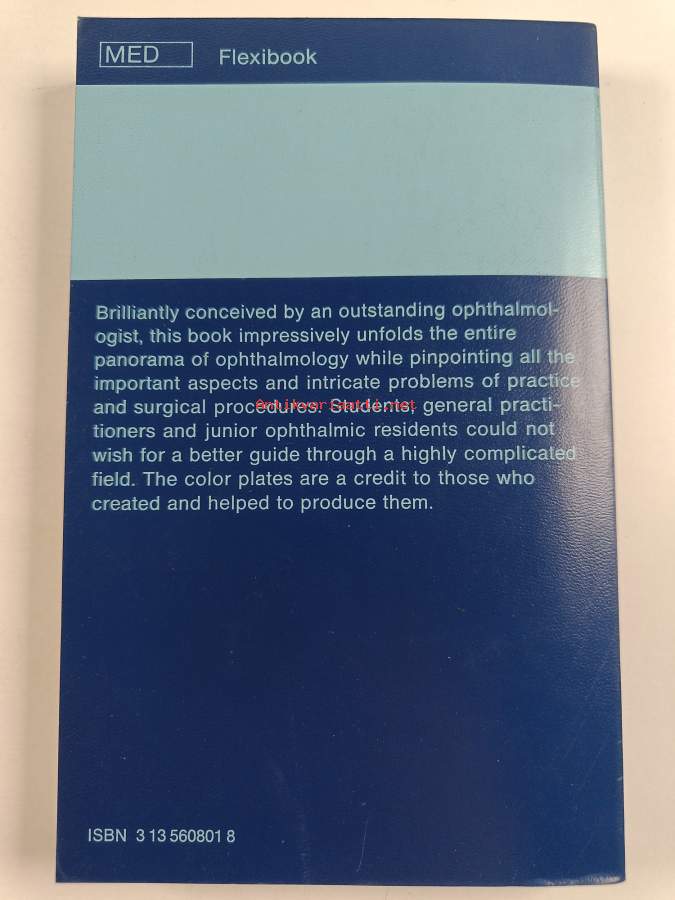 MED Flexibook
Brilliantly conceived by an outstanding ophthalmol-
ogist, this book impressively unfolds the entire
panorama of ophthalmology while pinpointing all the
important aspects and intricate problems of practice
and surgical procedures. Students, general practi-
tioners and junior ophthalmic residents could not
wish for a better guide through a highly complicated
field. The color plates are a credit to those who
created and helped to produce them.
Antikvariaatti.net
ISBN 3 13 560801 8